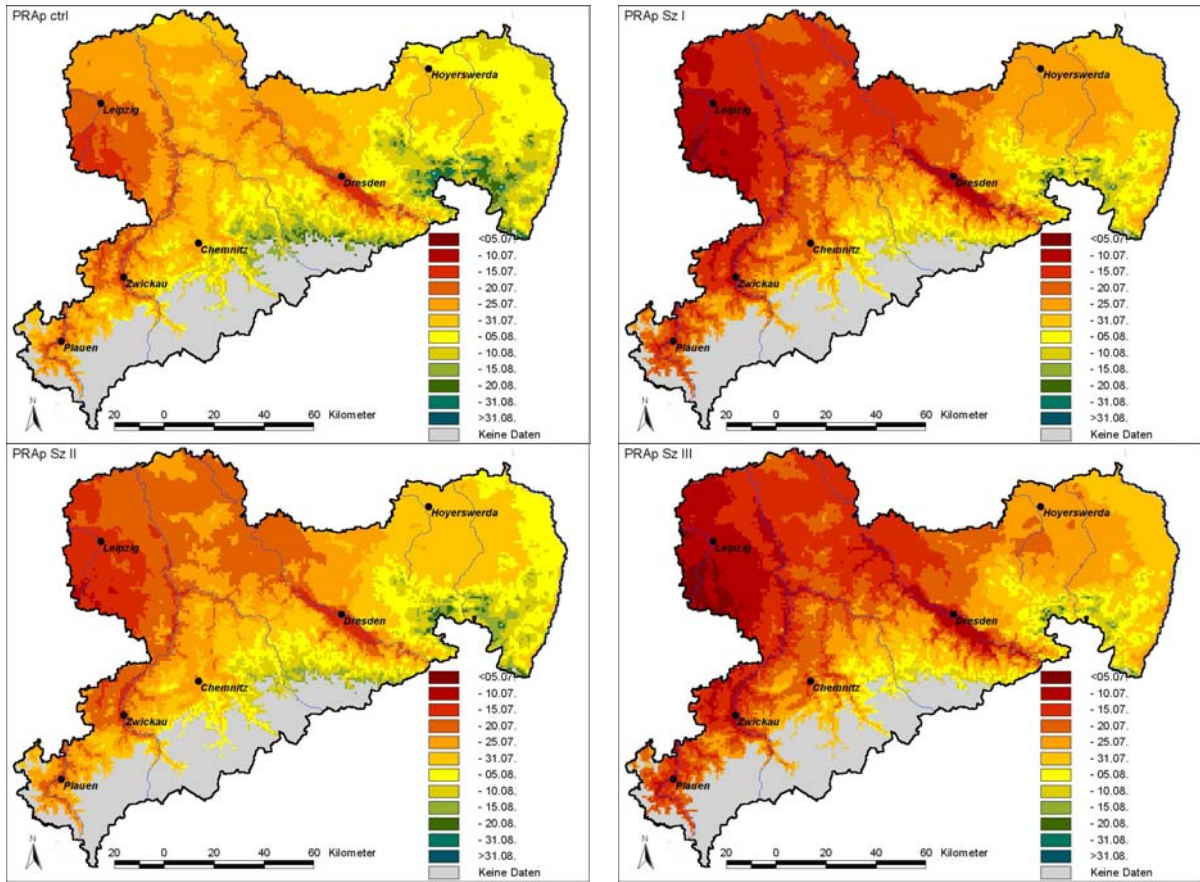 PRAp ctrl
Hoyerswerda
Leipzig
Dresden
Chemnitz
Zwickau
Plauen
<05.07.
- 10.07.
- 15.07.
- 20.07.
- 25.07.
- 31.07.
- 05.08.
- 10.08.
- 15.08.
- 20.08.
- 31.08.
>31.08.
Keine Daten
N
20 0 20 40 60 Kilometer
PRAp Sz I
Hoyerswerda
Leipzig
Dresden
Chemnitz
Zwickau
Plauen
<05.07.
- 10.07.
- 15.07.
- 20.07.
- 25.07.
- 31.07.
- 05.08.
- 10.08.
- 15.08.
- 20.08.
- 31.08.
>31.08.
Keine Daten
N
20 0 20 40 60 Kilometer
PRAp Sz II
Hoyerswerda
Leipzig
Dresden
Chemnitz
Zwickau
Plauen
<05.07.
- 10.07.
- 15.07.
- 20.07.
- 25.07.
- 31.07.
- 05.08.
- 10.08.
- 15.08.
- 20.08.
- 31.08.
>31.08.
Keine Daten
N
20 0 20 40 60 Kilometer
PRAp Sz III
Hoyerswerda
Leipzig
Dresden
Chemnitz
Zwickau
Plauen
<05.07.
- 10.07.
- 15.07.
- 20.07.
- 25.07.
- 31.07.
- 05.08.
- 10.08.
- 15.08.
- 20.08.
- 31.08.
>31.08.
Keine Daten
N
20 0 20 40 60 Kilometer